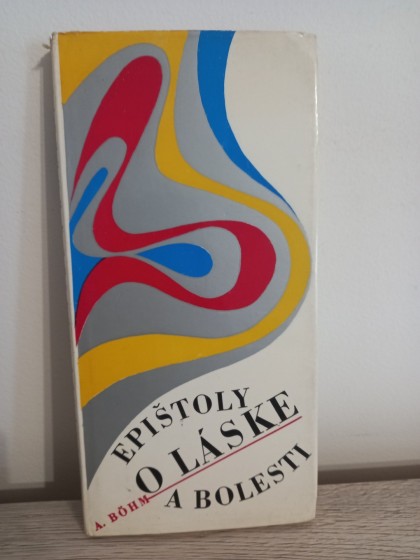 EPIŠTOLY
O LÁSKE
A BOLESTI
A. BÖHM